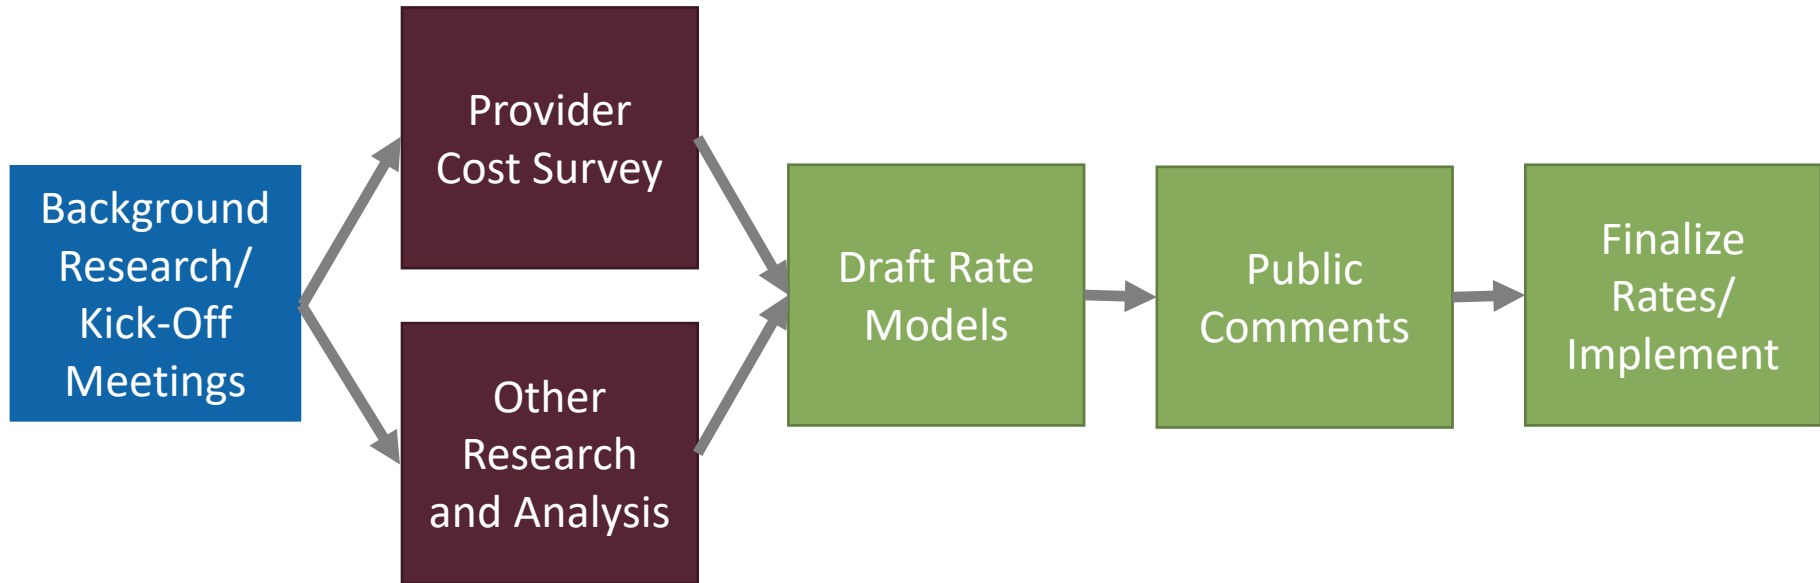 Background
Research/
Kick-Off
Meetings
Provider
Cost Survey
Other
Research
and Analysis
Draft Rate
Models
Public
Comments
Finalize
Rates/
Implement